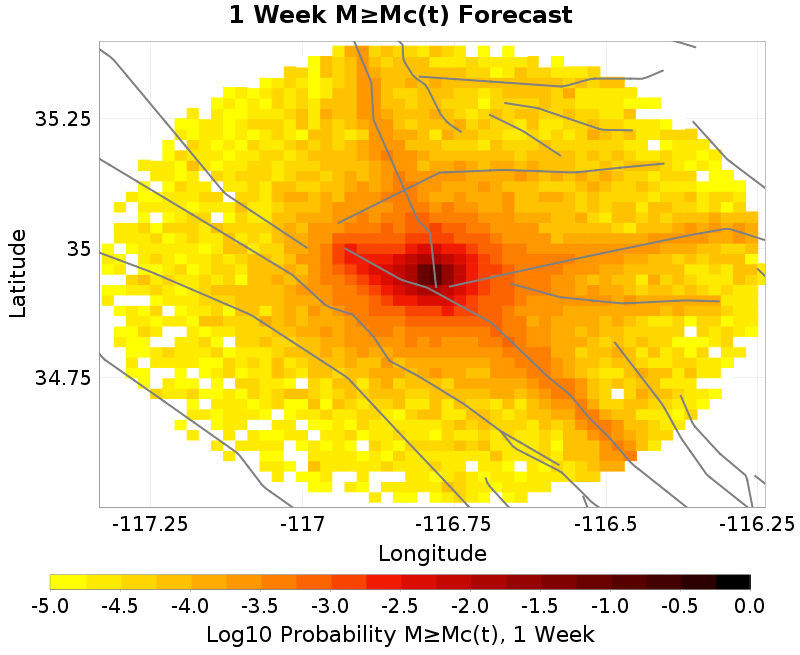 1 Week M≥Mc(t) Forecast
35.25
35
34.75
Latitude
-117.25 -117 -116.75 -116.5 -116.25
Longitude
-5.0 -4.5 -4.0 -3.5 -3.0 -2.5 -2.0 -1.5 -1.0 -0.5 0.0
Log10 Probability M≥Mc(t), 1 Week